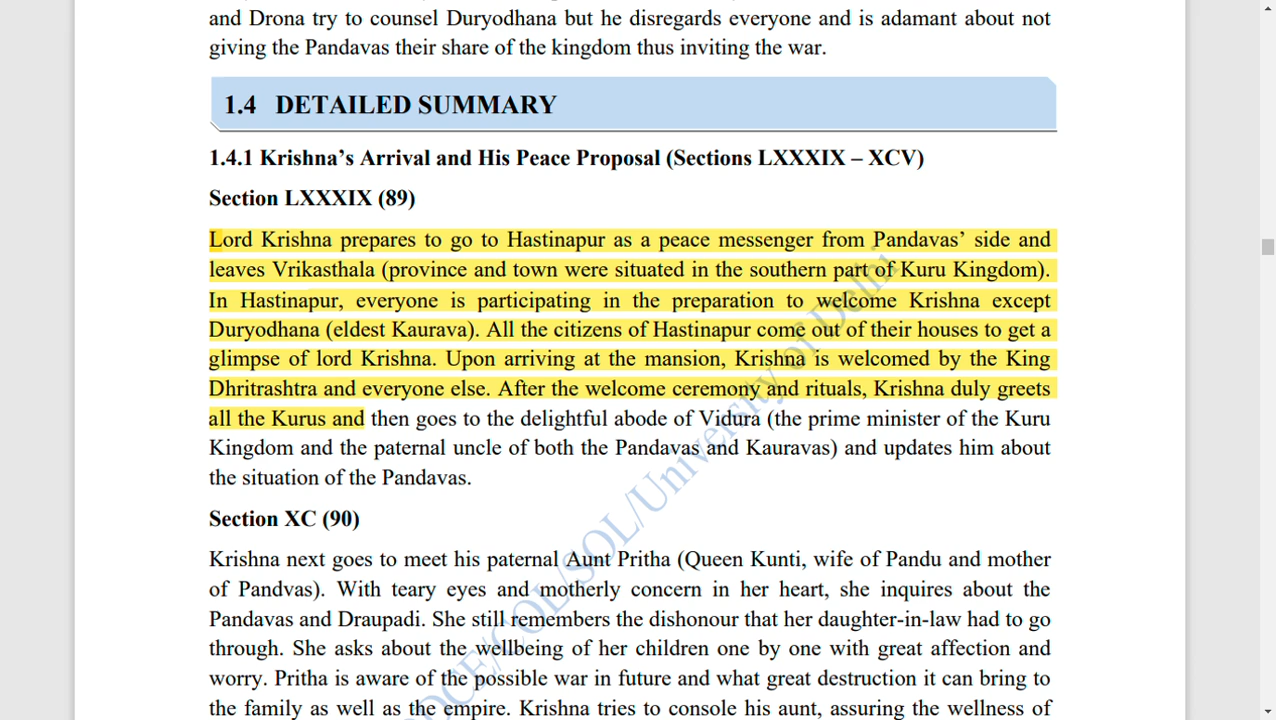 and Drona try to counsel Duryodhana but he disregards everyone and is adamant about not
giving the Pandavas their share of the kingdom thus inviting the war.
1.4 DETAILED SUMMARY
1.4.1 Krishna’s Arrival and His Peace Proposal (Sections LXXXIX – XCV)
Section LXXXIX (89)
Lord Krishna prepares to go to Hastinapur as a peace messenger from Pandavas’ side and
leaves Vrikasthala (province and town were situated in the southern part of Kuru Kingdom).
In Hastinapur, everyone is participating in the preparation to welcome Krishna except
Duryodhana (eldest Kaurava). All the citizens of Hastinapur come out of their houses to get a
glimpse of lord Krishna. Upon arriving at the mansion, Krishna is welcomed by the King
Dhritrashtra and everyone else. After the welcome ceremony and rituals, Krishna duly greets
all the Kurus and then goes to the delightful abode of Vidura (the prime minister of the Kuru
Kingdom and the paternal uncle of both the Pandavas and Kauravas) and updates him about
the situation of the Pandavas.
Section XC (90)
Krishna next goes to meet his paternal Aunt Pritha (Queen Kunti, wife of Pandu and mother
of Pandvas). With teary eyes and motherly concern in her heart, she inquires about the
Pandavas and Draupadi. She still remembers the dishonour that her daughter-in-law had to go
through. She asks about the wellbeing of her children one by one with great affection and
worry. Pritha is aware of the possible war in future and what great destruction it can bring to
the family as well as the empire. Krishna tries to console his aunt, assuring the wellness of
/COL/SOL/University of Delhi